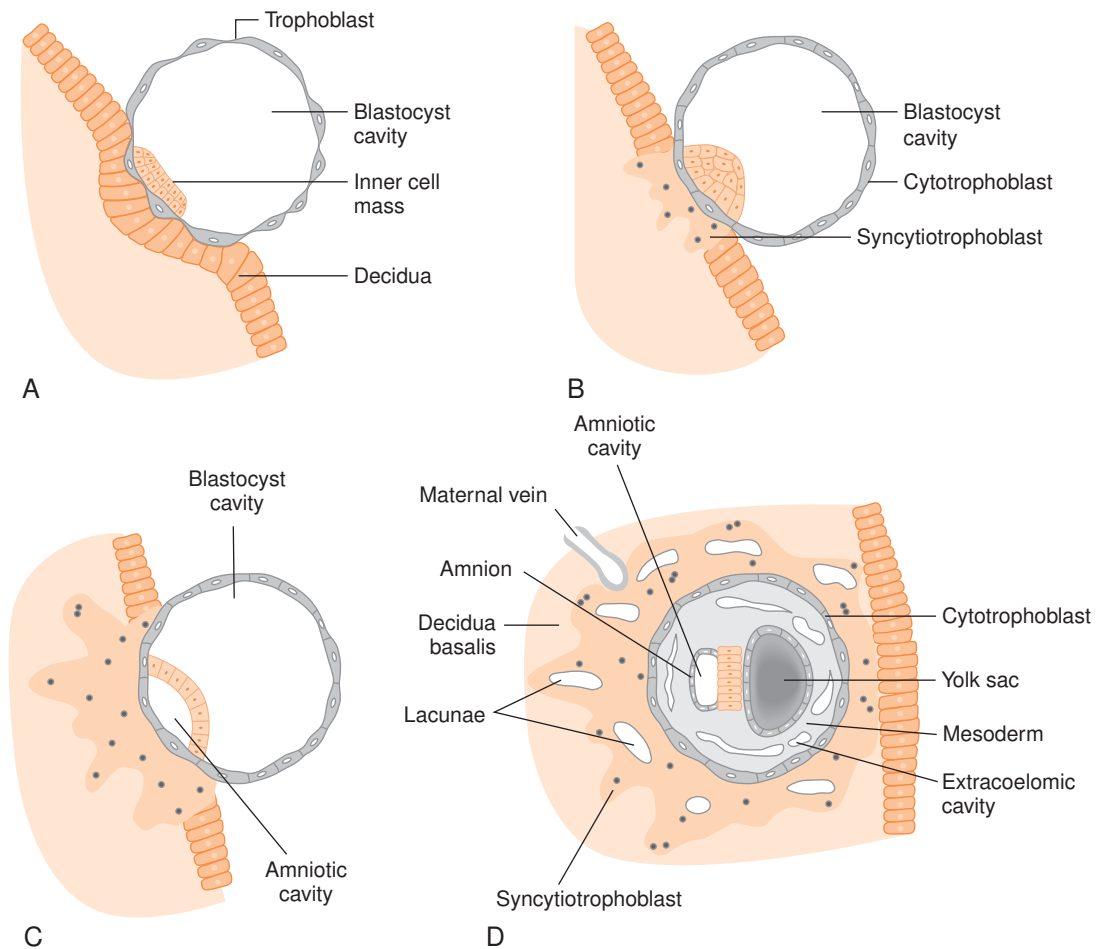 Trophoblast
Blastocyst
cavity
Inner cell
mass
Decidua
A
Blastocyst
cavity
Cytotrophoblast
Syncytiotrophoblast
B
Blastocyst
cavity
Amniotic
cavity
C
Amniotic
cavity
Maternal vein
Amnion
Decidua
basalis
Lacunae
Syncytiotrophoblast
Cytotrophoblast
Yolk sac
Mesoderm
Extracoelomic
cavity
D